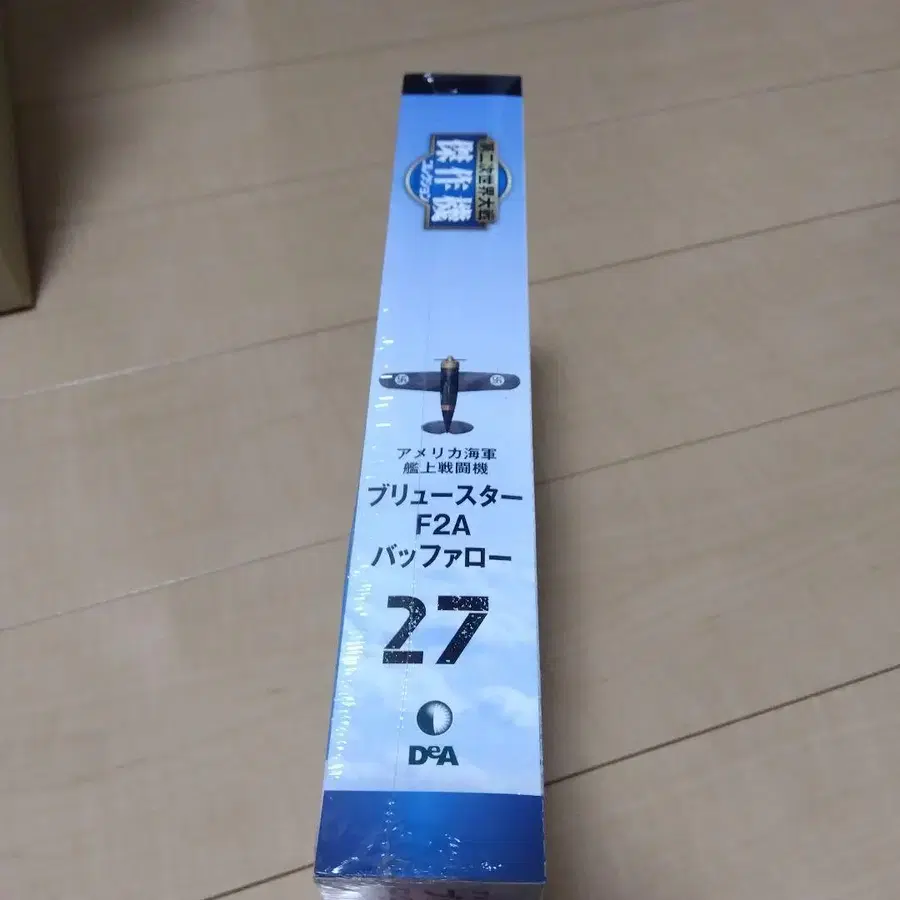 第二次世界大戦
傑作機
コレクション
アメリカ海軍
艦上戦闘機
ブリュースター
F2A
バッファロー
27
DeA